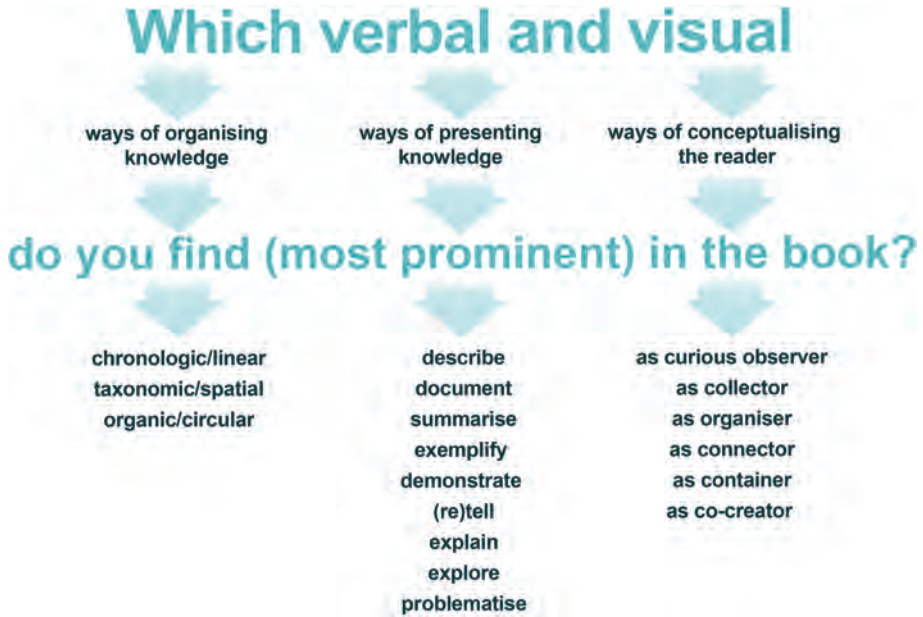 Which verbal and visual
ways of organising
knowledge
ways of presenting
knowledge
ways of conceptualising
the reader
do you find (most prominent) in the book?
chronologic/linear
taxonomic/spatial
organic/circular
describe
document
summarise
exemplify
demonstrate
(re)tell
explain
explore
problematise
as curious observer
as collector
as organiser
as connector
as container
as co-creator